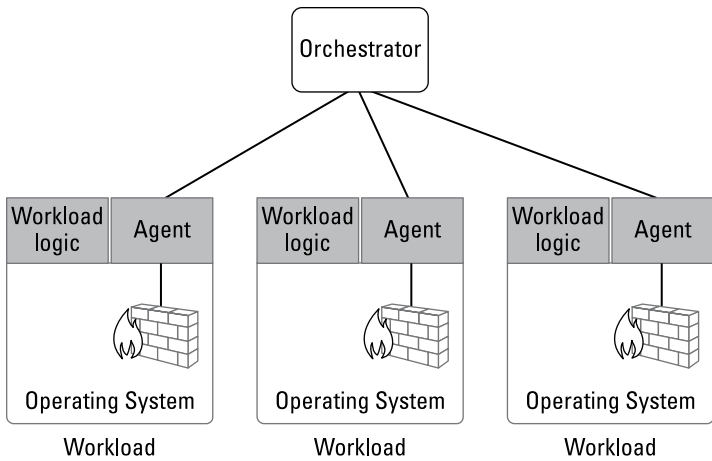 Orchestrator
Workload
logic
Agent
Workload
logic
Agent
Workload
logic
Agent
Operating System
Operating System
Operating System
Workload
Workload
Workload